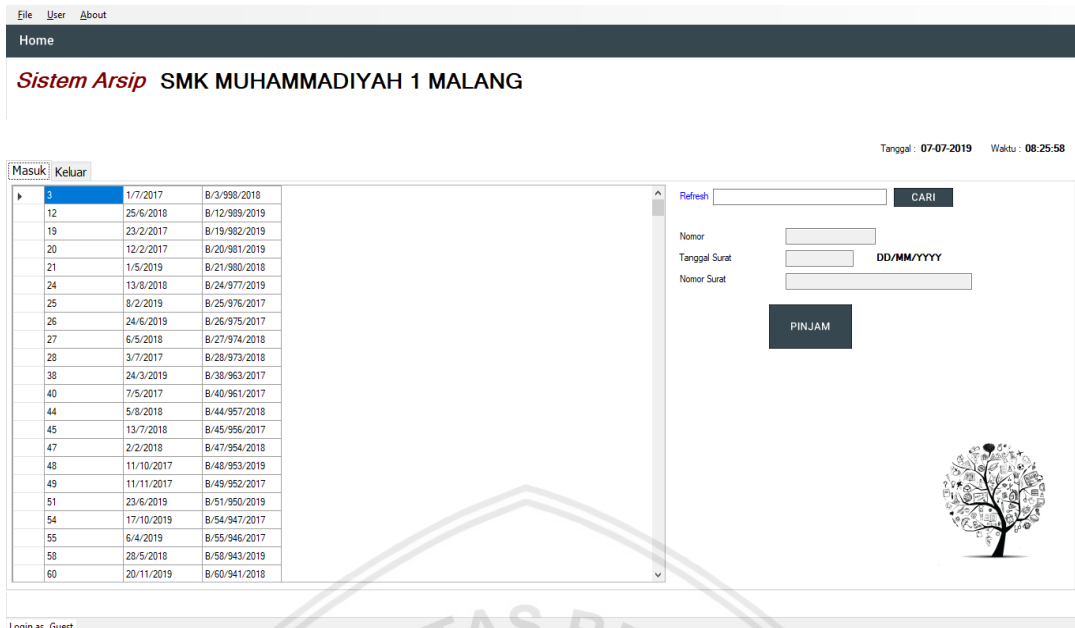 File User About
Home
Sistem Arsip SMK MUHAMMADIYAH 1 MALANG
Tanggal : 07-07-2019 Waktu : 08:25:58
Masuk Keluar
3 1/7/2017 B/3/998/2018
12 25/6/2018 B/12/989/2019
19 23/2/2017 B/19/982/2019
20 12/2/2017 B/20/981/2019
21 1/5/2019 B/21/980/2018
24 13/8/2018 B/24/977/2019
25 8/2/2019 B/25/976/2017
26 24/6/2019 B/26/975/2017
27 6/5/2018 B/27/974/2018
28 3/7/2017 B/28/973/2018
38 24/3/2019 B/38/963/2017
40 7/5/2017 B/40/961/2017
44 5/8/2018 B/44/957/2018
45 13/7/2018 B/45/956/2017
47 2/2/2018 B/47/954/2018
48 11/10/2017 B/48/953/2019
49 11/11/2017 B/49/952/2017
51 23/6/2019 B/51/950/2019
54 17/10/2019 B/54/947/2017
55 6/4/2019 B/55/946/2017
58 28/5/2018 B/58/943/2019
60 20/11/2019 B/60/941/2018
Refresh CARI
Nomor
Tanggal Surat DD/MM/YYYY
Nomor Surat
PINJAM
Login as Guest